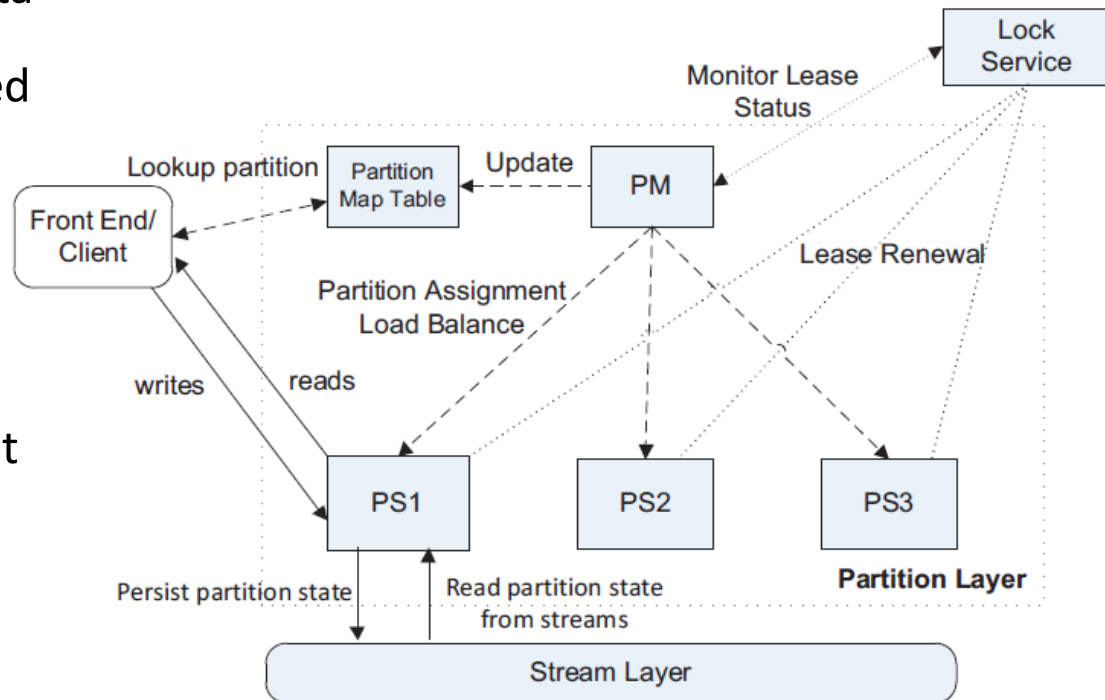 ed
t
Lock
Service
Monitor Lease
Status
Lookup partition
Partition
Map Table
Update
PM
Front End/
Client
Lease Renewal
Partition Assignment
Load Balance
writes
reads
PS1
PS2
PS3
Partition Layer
Persist partition state
Read partition state
from streams
Stream Layer